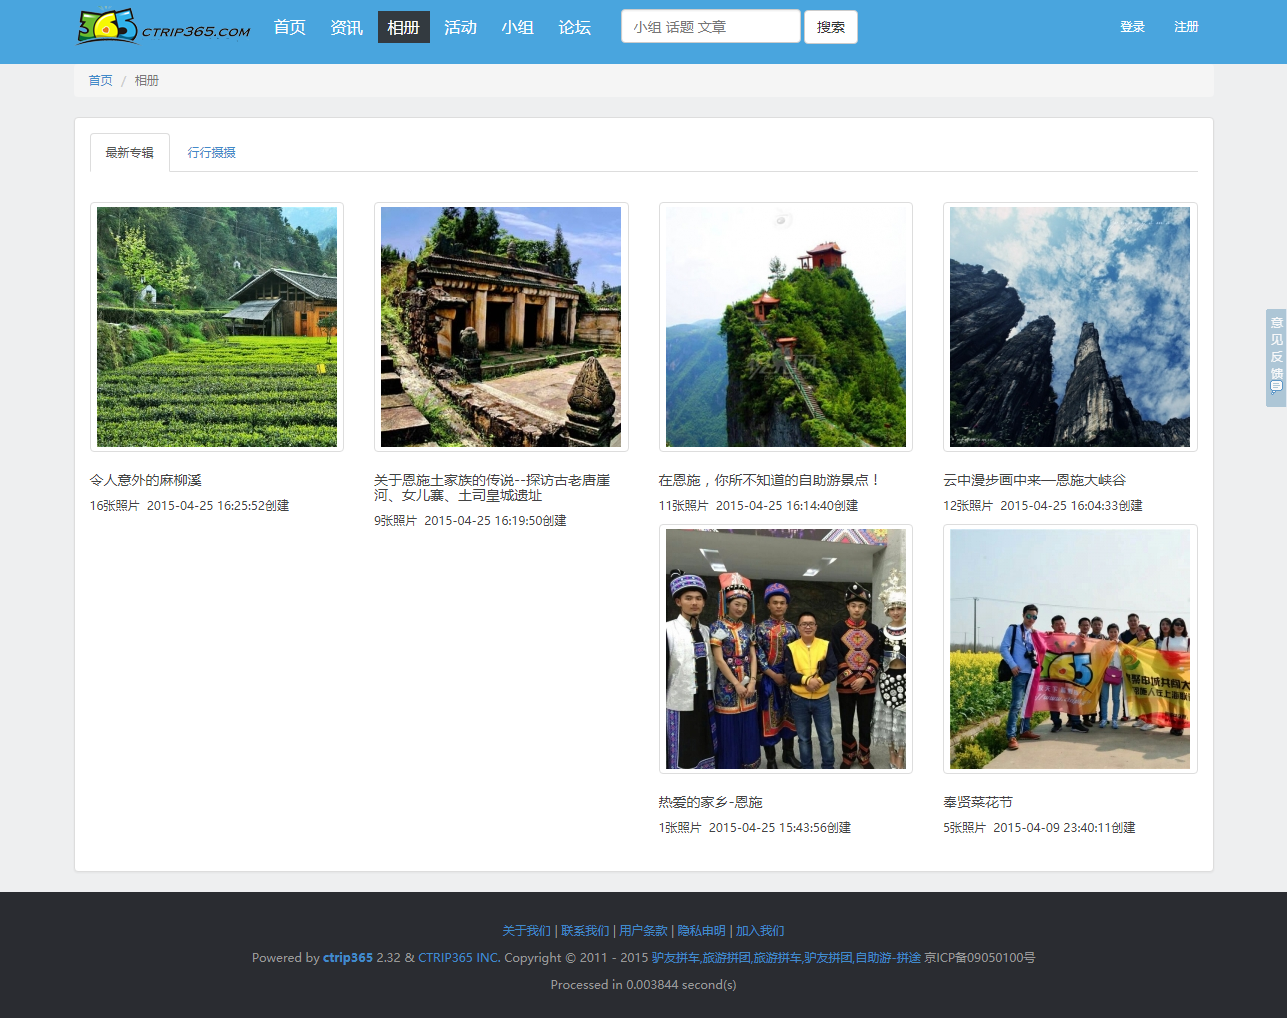 365 CTRIP365.COM 首页 资讯 相册 活动 小组 论坛 小组 话题 文章 搜索 登录 注册
首页 / 相册
最新专辑 行行摄摄
意见反馈
令人意外的麻柳溪
16张照片 2015-04-25 16:25:52创建
关于恩施土家族的传说--探访古老唐崖
河、女儿寨、土司皇城遗址
9张照片 2015-04-25 16:19:50创建
在恩施，你所不知道的自助游景点！
11张照片 2015-04-25 16:14:40创建
云中漫步画中来—恩施大峡谷
12张照片 2015-04-25 16:04:33创建
365
热爱的家乡-恩施
1张照片 2015-04-25 15:43:56创建
奉贤菜花节
5张照片 2015-04-09 23:40:11创建
关于我们 | 联系我们 | 用户条款 | 隐私申明 | 加入我们
Powered by ctrip365 2.32 & CTRIP365 INC. Copyright © 2011 - 2015 驴友拼车,旅游拼团,旅游拼车,驴友拼团,自助游-拼途 京ICP备09050100号
Processed in 0.003844 second(s)